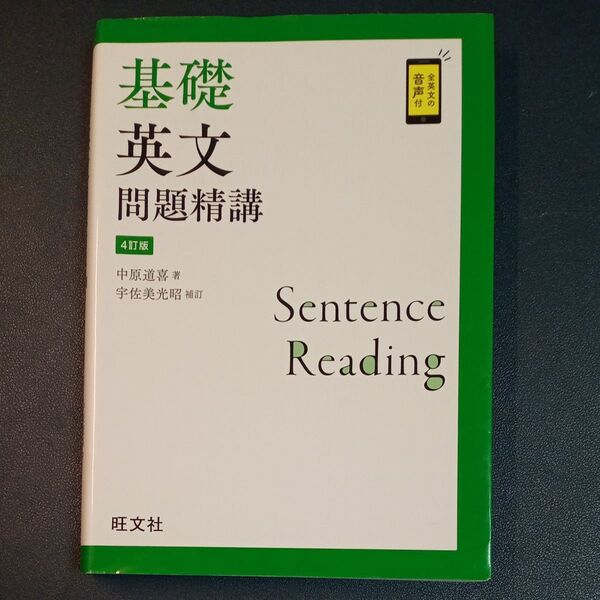 基礎
英文
問題精講
4訂版
中原道喜 著
宇佐美光昭 補訂
全英文の
音声付
Sentence
Reading
旺文社